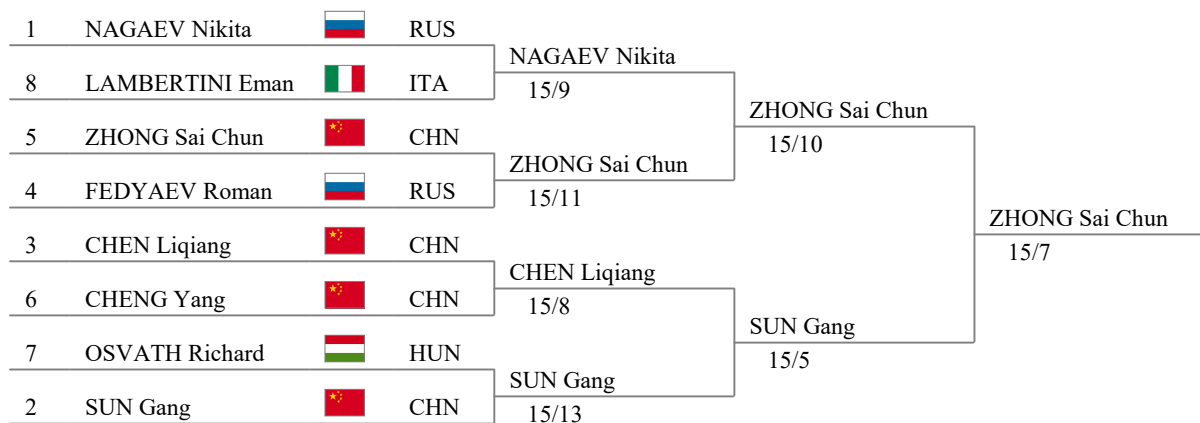 1 NAGAEV Nikita RUS
8 LAMBERTINI Eman ITA
5 ZHONG Sai Chun CHN
4 FEDYAEV Roman RUS
3 CHEN Liqiang CHN
6 CHENG Yang CHN
7 OSVATH Richard HUN
2 SUN Gang CHN
NAGAEV Nikita
15/9
ZHONG Sai Chun
15/11
CHEN Liqiang
15/8
SUN Gang
15/13
ZHONG Sai Chun
15/10
SUN Gang
15/5
ZHONG Sai Chun
15/7